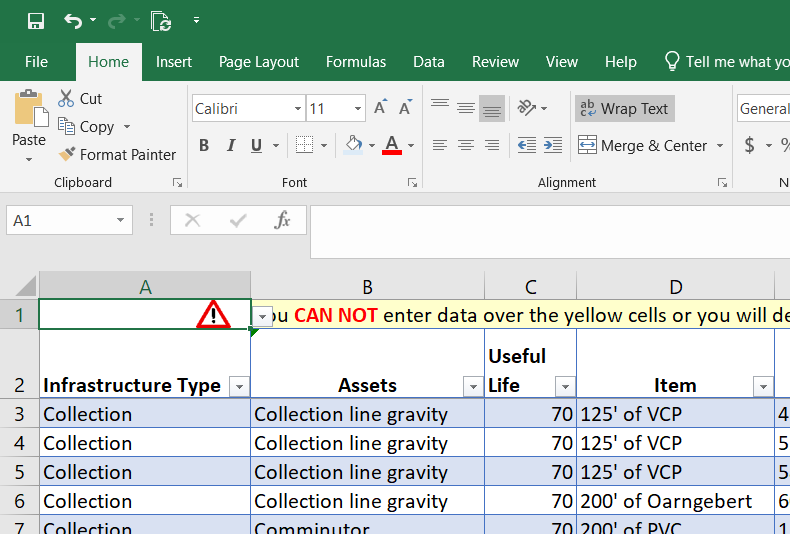 File Home Insert Page Layout Formulas Data Review View Help Tell me what yo
Cut
Copy
Format Painter
Paste
Calibri 11 A A
B I U A
ab Wrap Text
Merge & Center
General
$ %
Clipboard Font Alignment N
A1 fx
A B C D
1 ! ou CAN NOT enter data over the yellow cells or you will de
2 Infrastructure Type Assets Useful Life Item
3 Collection Collection line gravity 70 125' of VCP 4
4 Collection Collection line gravity 70 125' of VCP 5
5 Collection Collection line gravity 70 125' of VCP 5
6 Collection Collection line gravity 70 200' of Oarngebert 6
7 Collection Comminutor 70 200' of PVC 1